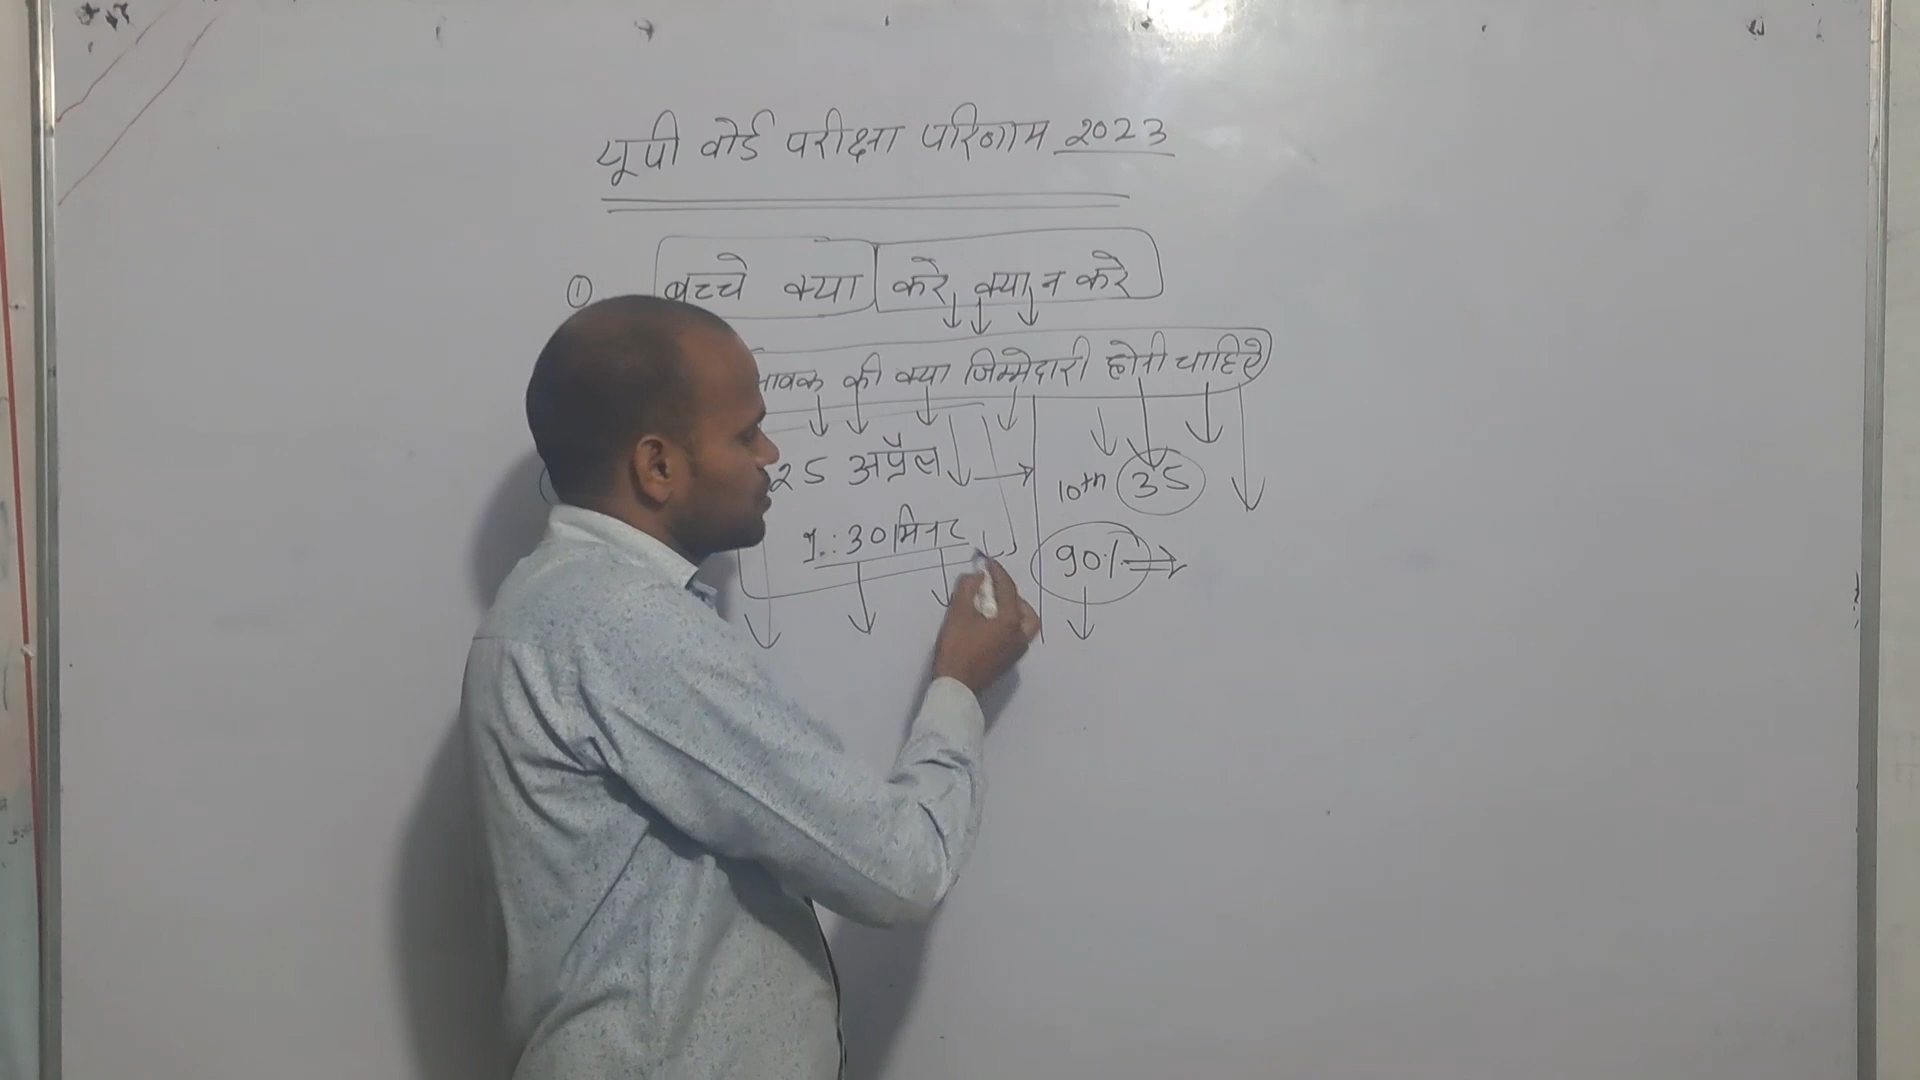 यूपी बोर्ड परीक्षा परिणाम 2023
① बच्चे क्या करे क्या न करे
की क्या जिम्मेदारी होनी चाहिए
25 अप्रैल
10th 35
1:30 मिनट
90%